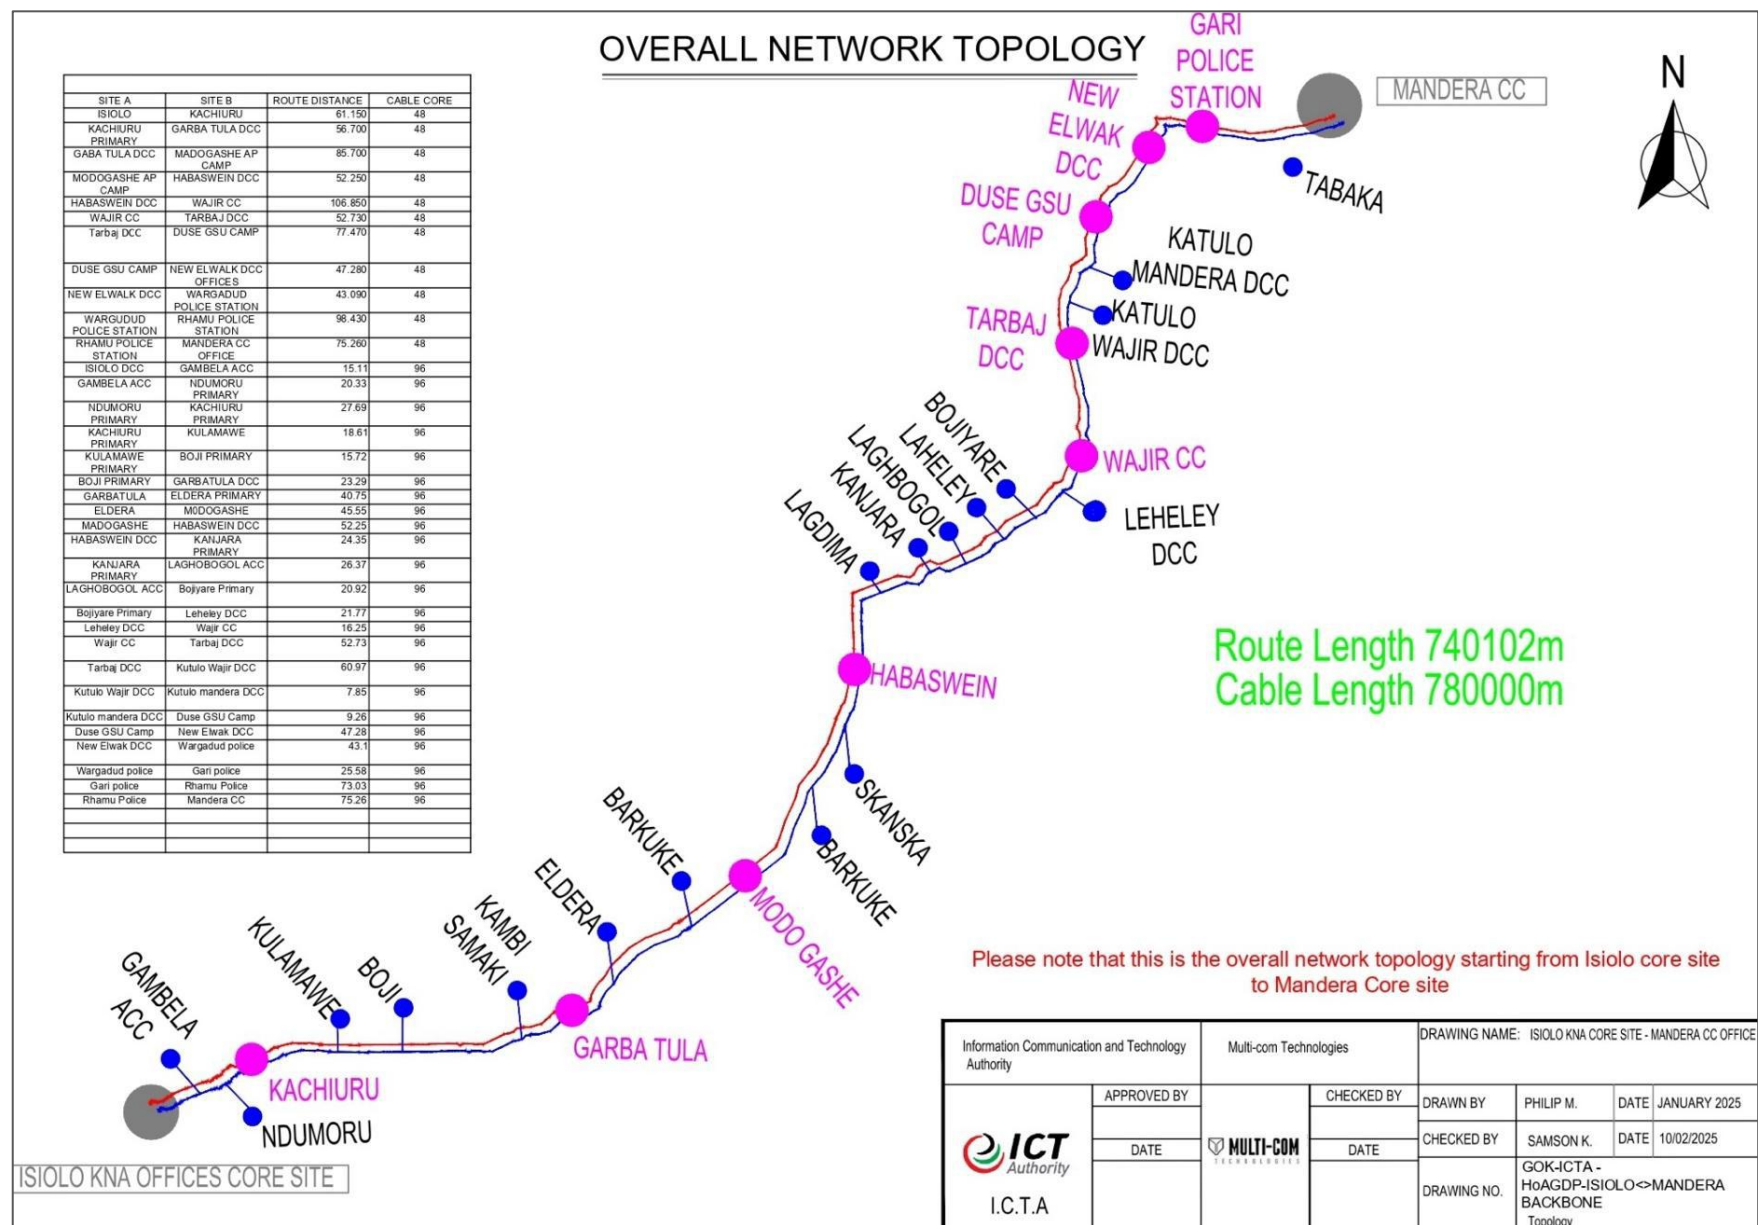 OVERALL NETWORK TOPOLOGY
SITE A SITE B ROUTE DISTANCE CABLE CORE
ISIOLO KACHIURU 61.150 48
KACHIURU PRIMARY GARBA TULA DCC 56.700 48
GABA TULA DCC MADOGASHE AP CAMP 85.700 48
MODOGASHE AP CAMP HABASWEIN DCC 52.250 48
HABASWEIN DCC WAJIR CC 106.850 48
WAJIR CC TARBAJ DCC 52.730 48
Tarbaj DCC DUSE GSU CAMP 77.470 48
DUSE GSU CAMP NEW ELWALK DCC OFFICES 47.280 48
NEW ELWALK DCC WARGADUD POLICE STATION 43.090 48
WARGUDUD POLICE STATION RHAMU POLICE STATION 98.430 48
RHAMU POLICE STATION MANDERA CC OFFICE 75.260 48
ISIOLO DCC GAMBELA ACC 15.11 96
GAMBELA ACC NDUMORU PRIMARY 20.33 96
NDUMORU PRIMARY KACHIURU PRIMARY 27.69 96
KACHIURU PRIMARY KULAMAWE 18.61 96
KULAMAWE PRIMARY BOJI PRIMARY 15.72 96
BOJI PRIMARY GARBATULA DCC 23.29 96
GARBATULA ELDERA PRIMARY 40.75 96
ELDERA M0DOGASHE 45.55 96
MADOGASHE HABASWEIN DCC 52.25 96
HABASWEIN DCC KANJARA PRIMARY 24.35 96
KANJARA PRIMARY LAGHOBOGOL ACC 26.37 96
LAGHOBOGOL ACC Bojiyare Primary 20.92 96
Bojiyare Primary Leheley DCC 21.77 96
Leheley DCC Wajir CC 16.25 96
Wajir CC Tarbaj DCC 52.73 96
Tarbaj DCC Kutulo Wajir DCC 60.97 96
Kutulo Wajir DCC Kutulo mandera DCC 7.85 96
Kutulo mandera DCC Duse GSU Camp 9.26 96
Duse GSU Camp New Elwak DCC 47.28 96
New Elwak DCC Wargadud police 43.1 96
Wargadud police Gari police 25.58 96
Gari police Rhamu Police 73.03 96
Rhamu Police Mandera CC 75.26 96
GARI
POLICE
STATION
MANDERA CC
N
NEW
ELWAK
DCC
TABAKA
DUSE GSU
CAMP
KATULO
MANDERA DCC
KATULO
WAJIR DCC
TARBAJ
DCC
WAJIR CC
BOJIYARE
LAHELEY
LAGHBOGOL
KANJARA
LAGDIMA
LEHELEY
DCC
HABASWEIN
Route Length 740102m
Cable Length 780000m
SKANSKA
BARKUKE
BARKUKE
MODO GASHE
ELDERA
KAMBI
SAMAKI
GARBA TULA
BOJI
KULAMAWE
GAMBELA
ACC
KACHIURU
NDUMORU
ISIOLO KNA OFFICES CORE SITE
Please note that this is the overall network topology starting from Isiolo core site
to Mandera Core site
Information Communication and Technology
Authority
Multi-com Technologies
DRAWING NAME: ISIOLO KNA CORE SITE - MANDERA CC OFFICE
APPROVED BY
CHECKED BY
DRAWN BY PHILIP M. DATE JANUARY 2025
CHECKED BY SAMSON K. DATE 10/02/2025
DATE
DATE
ICT
Authority
I.C.T.A
MULTI-COM
TECHNOLOGIES
DRAWING NO.
GOK-ICTA -
HoAGDP-ISIOLO<>MANDERA
BACKBONE
Topology